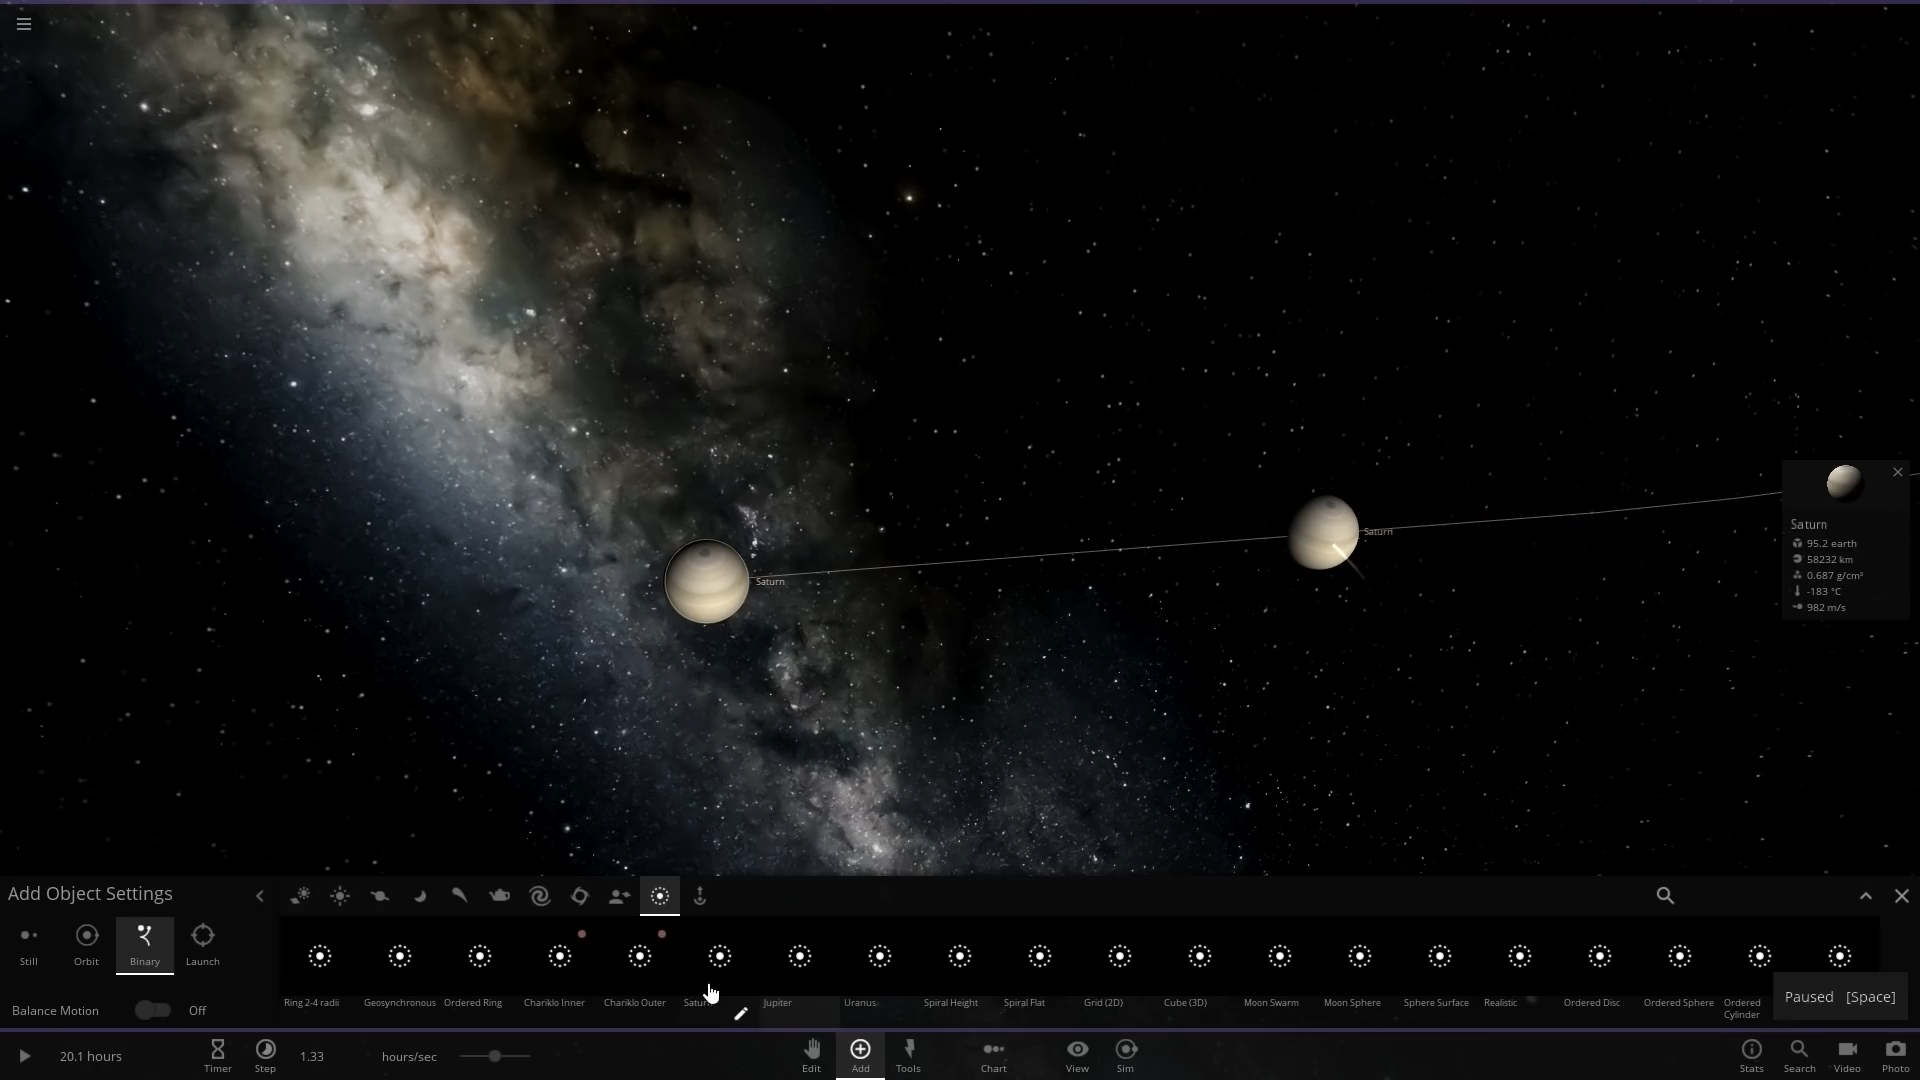 Saturn
Saturn
Saturn
95.2 earth
58232 km
0.687 g/cm³
-183 °C
982 m/s
Add Object Settings
Still
Orbit
Binary
Launch
Balance Motion
Off
Ring 2-4 radii
Geosynchronous
Ordered Ring
Chariklo Inner
Chariklo Outer
Jupiter
Uranus
Spiral Height
Spiral Flat
Grid (2D)
Cube (3D)
Moon Swarm
Moon Sphere
Sphere Surface
Realistic
Ordered Disc
Ordered Sphere
Ordered
Cylinder
Paused [Space]
20.1 hours
Timer
Step
1.33
hours/sec
Edit
Add
Tools
Chart
View
Sim
Stats
Search
Video
Photo